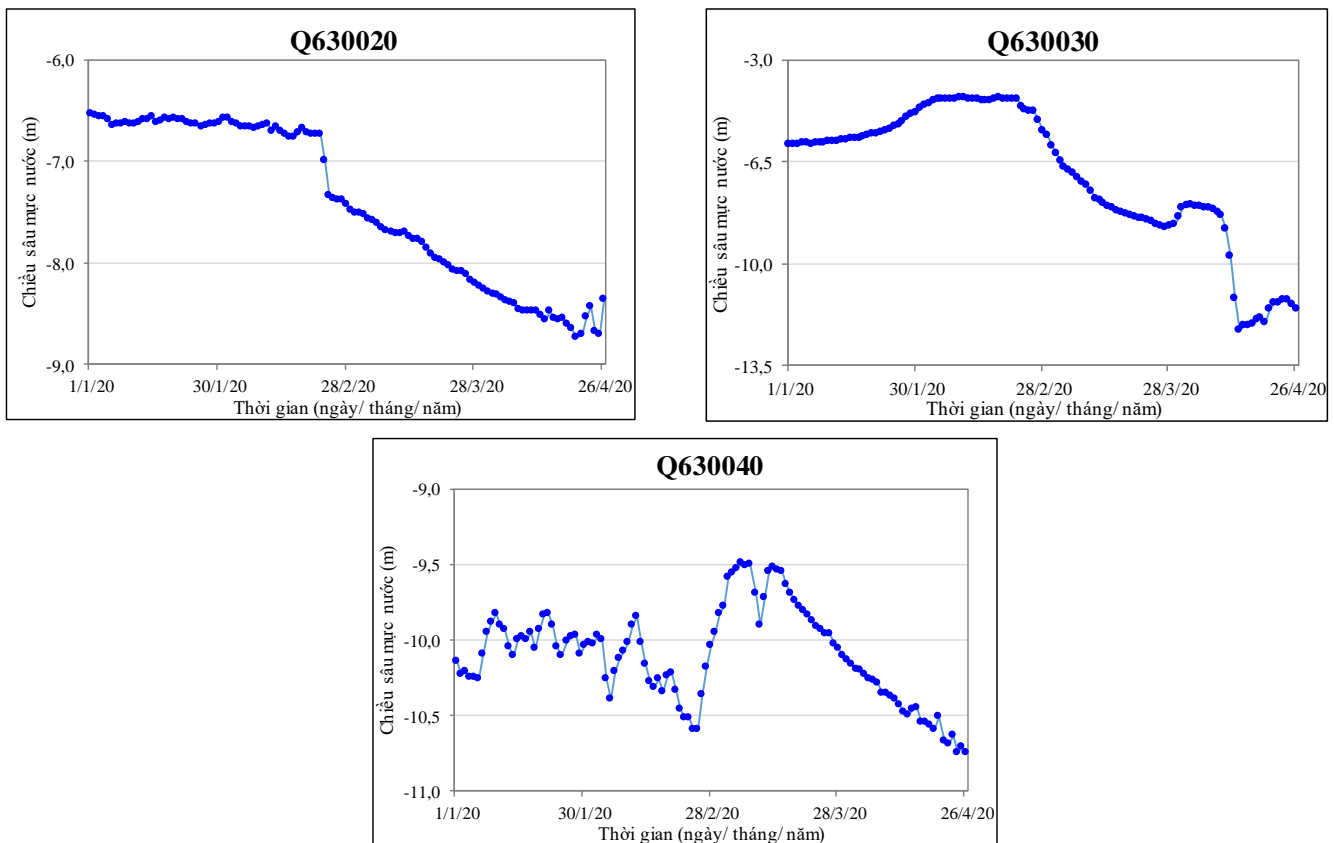 Q630020
-6,0
-7,0
-8,0
-9,0
Chiều sâu mực nước (m)
1/1/20 30/1/20 28/2/20 28/3/20 26/4/20
Thời gian (ngày/ tháng/ năm)
Q630030
-3,0
-6,5
-10,0
-13,5
Chiều sâu mực nước (m)
1/1/20 30/1/20 28/2/20 28/3/20 26/4/20
Thời gian (ngày/ tháng/ năm)
Q630040
-9,0
-9,5
-10,0
-10,5
-11,0
Chiều sâu mực nước (m)
1/1/20 30/1/20 28/2/20 28/3/20 26/4/20
Thời gian (ngày/ tháng/ năm)